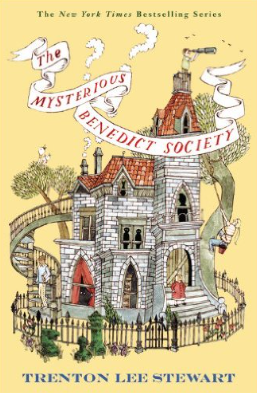 The New York Times Bestselling Series
The
MYSTERIOUS
BENEDICT SOCIETY
TRENTON LEE STEWART